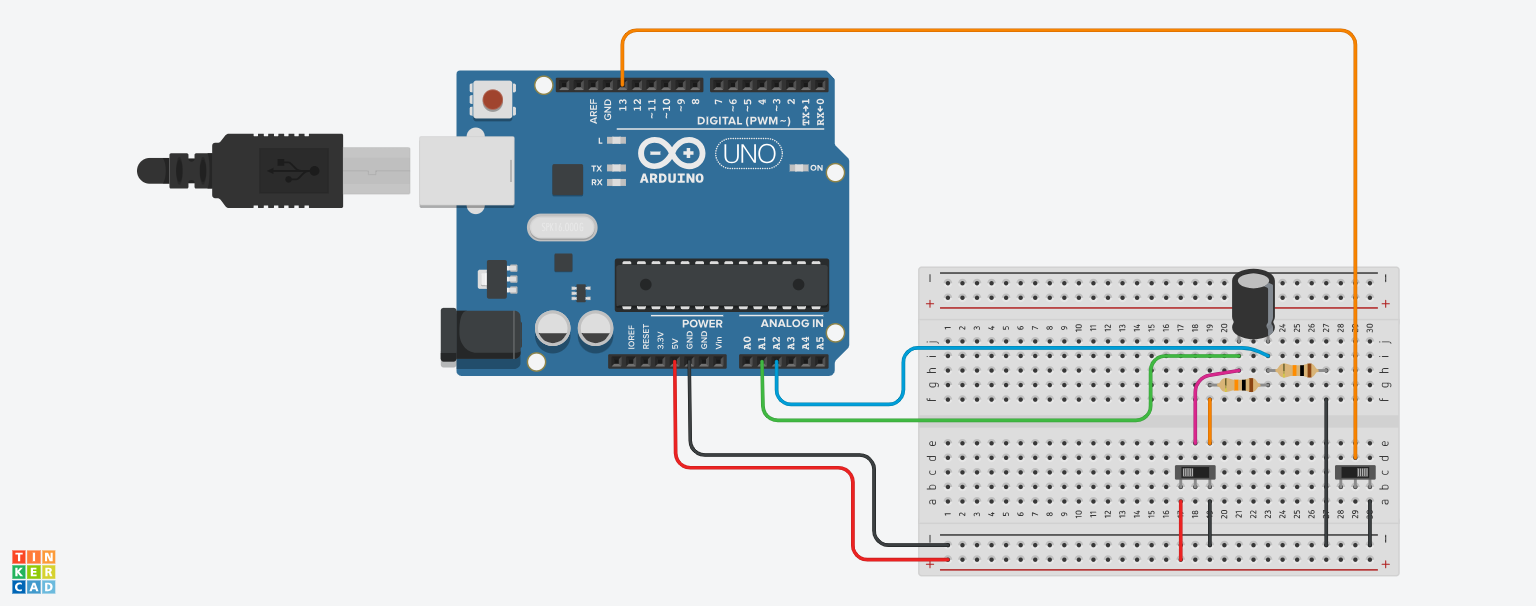 AREF
GND
13
12
~11
~10
~9
8
7
~6
~5
4
~3
2
TX→1
RX←0
DIGITAL (PWM~)
L
TX
RX
ARDUINO
UNO
ON
POWER
ANALOG IN
IOREF
RESET
3.3V
5V
GND
GND
Vin
A0
A1
A2
A3
A4
A5
− −
+ +
1 2 3 4 5 6 7 8 9 10 11 12 13 14 15 16 17 18 19 20 24 25 26 27 28 29 30
j j
i i
h h
g g
f f
e e
d d
c c
b b
a a
1 2 3 4 5 6 7 8 9 10 11 12 13 14 15 16 17 18 19 20 21 22 23 24 25 26 27 28 29 30
− −
+ +
TIN
KER
CAD